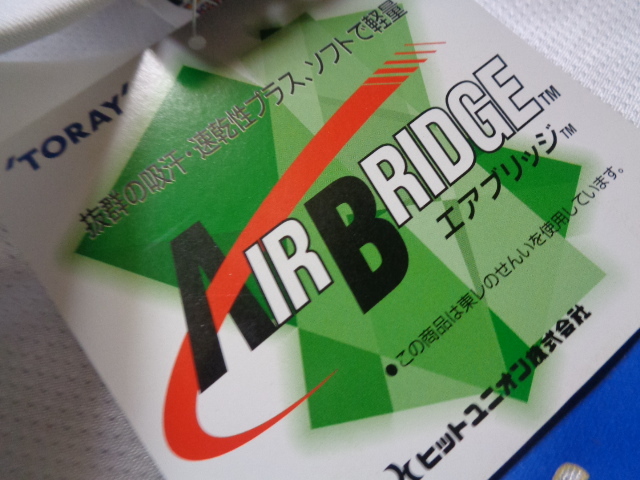 'TORAY'
抜群の吸汗・速乾性プラス、ソフトで軽量
AIRBRIDGE™
エアブリッジ™
●この商品は東レのせんいを使用しています。
ヒットユニオン株式会社